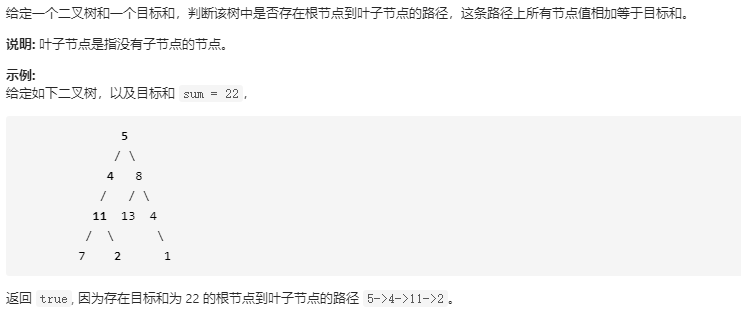 给定一个二叉树和一个目标和，判断该树中是否存在根节点到叶子节点的路径，这条路径上所有节点值相加等于目标和。
说明: 叶子节点是指没有子节点的节点。
示例:
给定如下二叉树，以及目标和 sum = 22，
5
/ \
4 8
/ / \
11 13 4
/ \ \
7 2 1
返回 true, 因为存在目标和为 22 的根节点到叶子节点的路径 5->4->11->2。